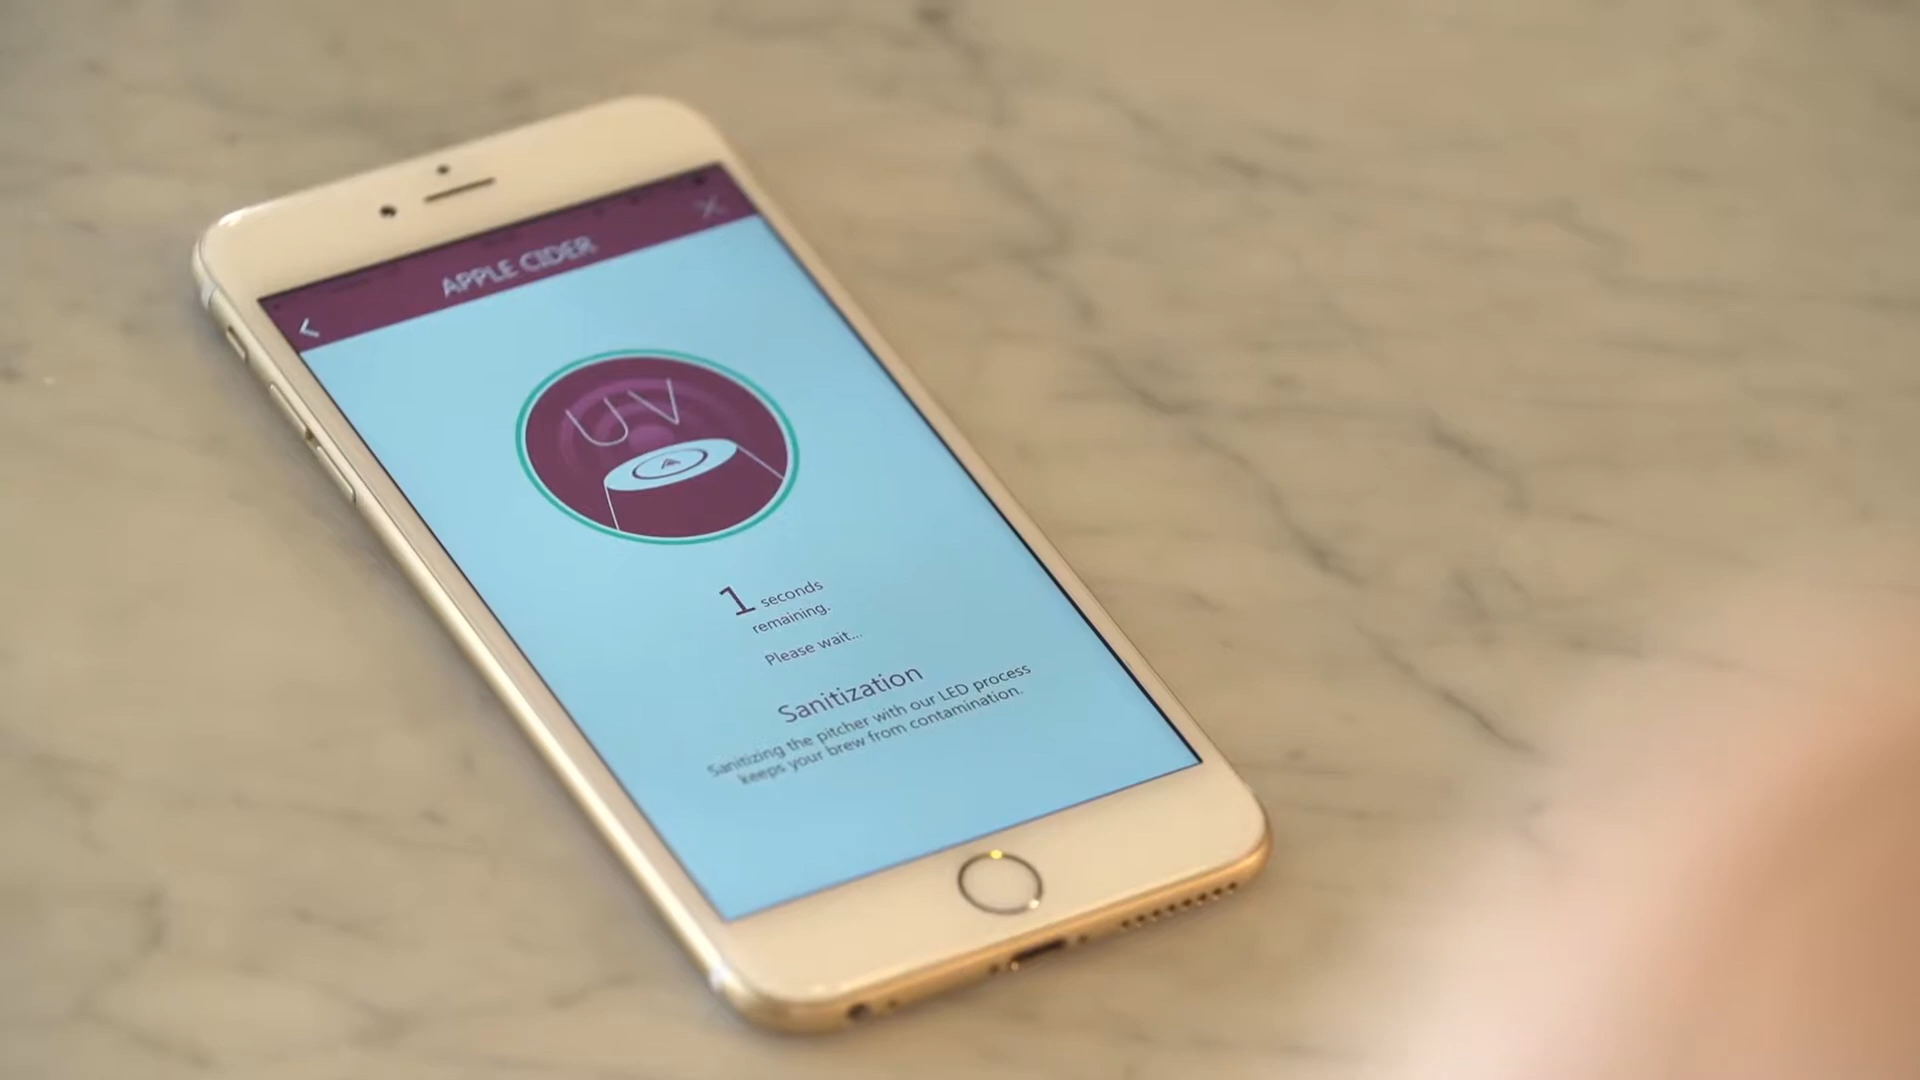 APPLE CIDER
UV
1 seconds
remaining.
Please wait...
Sanitization
Sanitizing the pitcher with our LED process
keeps your brew from contamination.